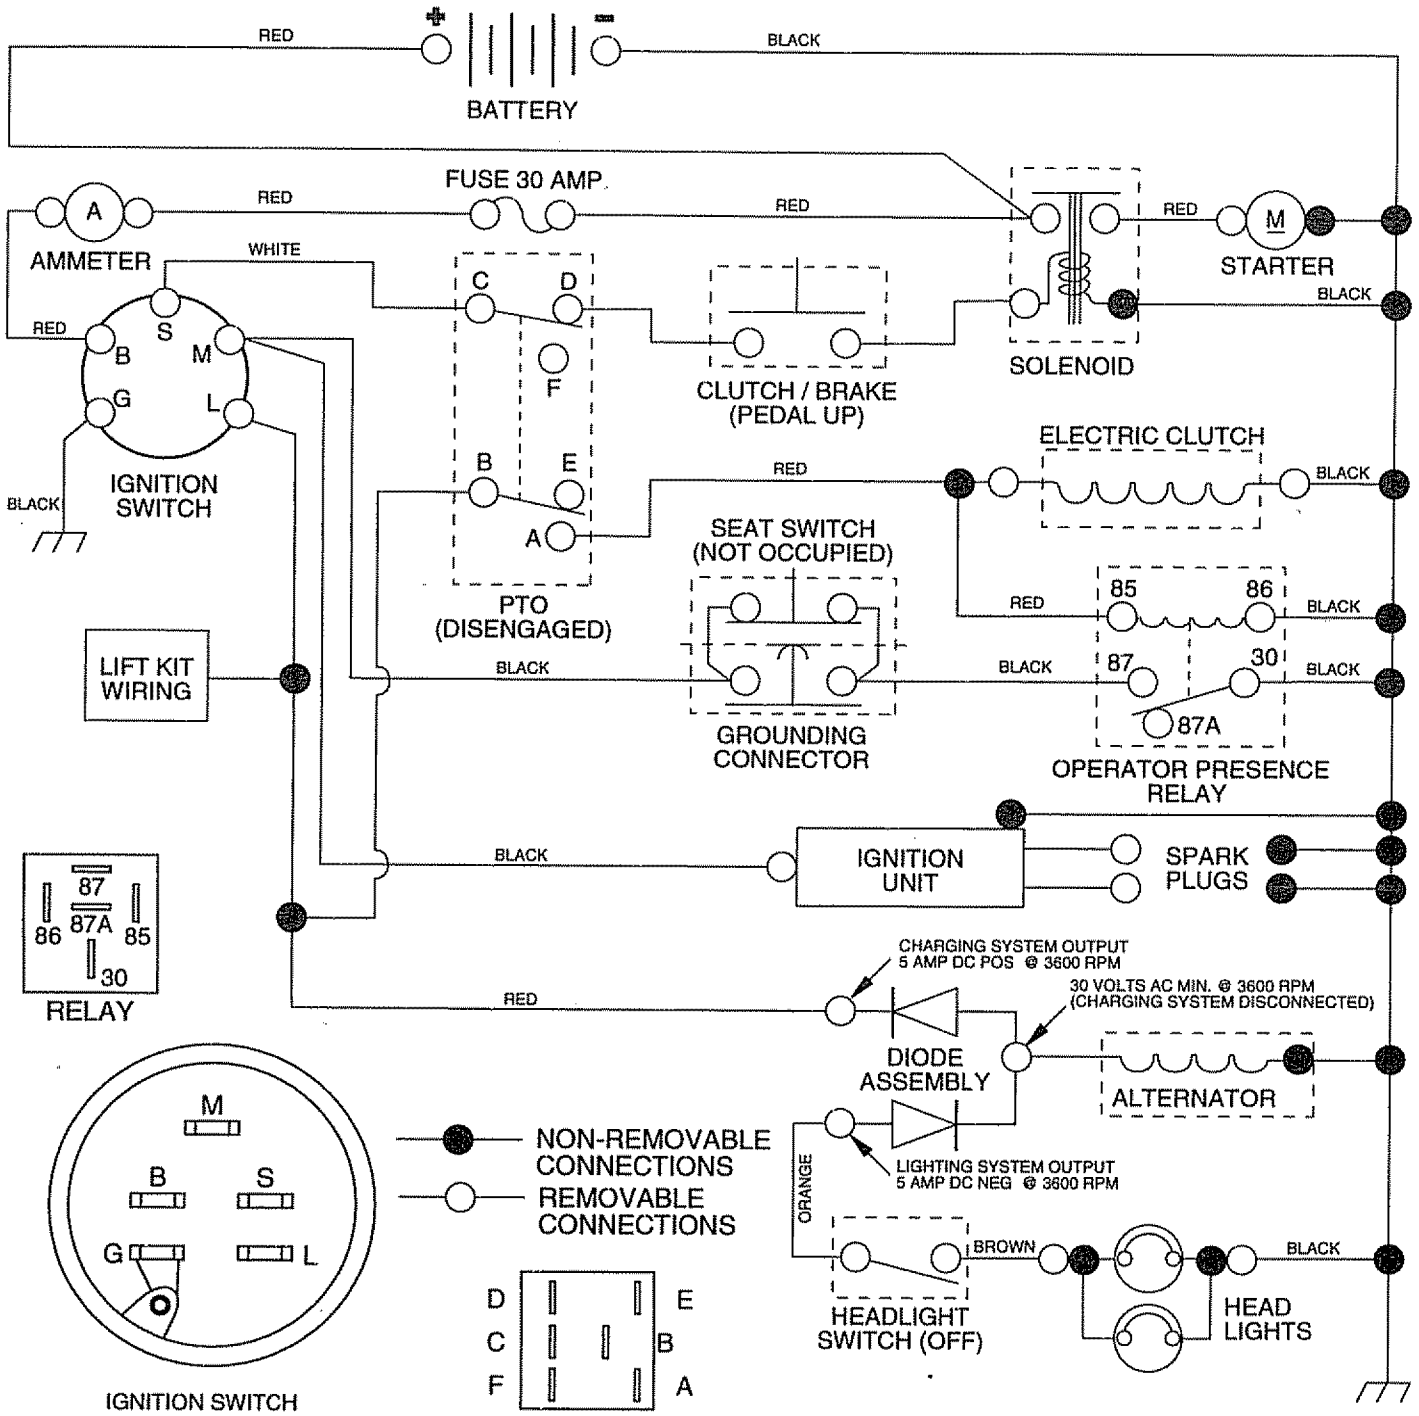 +
-
RED
BLACK
BATTERY
FUSE 30 AMP.
A
RED
RED
RED
M
AMMETER
WHITE
STARTER
C
D
BLACK
RED
S
B
M
F
SOLENOID
G
L
CLUTCH / BRAKE
(PEDAL UP)
ELECTRIC CLUTCH
B
E
RED
BLACK
IGNITION
SWITCH
BLACK
A
SEAT SWITCH
(NOT OCCUPIED)
PTO
(DISENGAGED)
85
86
RED
BLACK
LIFT KIT
WIRING
BLACK
BLACK
87
30
BLACK
87A
GROUNDING
CONNECTOR
OPERATOR PRESENCE
RELAY
BLACK
IGNITION
UNIT
SPARK
PLUGS
87
87A
86
85
30
RELAY
CHARGING SYSTEM OUTPUT
5 AMP DC POS @ 3600 RPM
30 VOLTS AC MIN. @ 3600 RPM
(CHARGING SYSTEM DISCONNECTED)
RED
DIODE
ASSEMBLY
ALTERNATOR
M
B
S
G
L
NON-REMOVABLE
CONNECTIONS
REMOVABLE
CONNECTIONS
LIGHTING SYSTEM OUTPUT
5 AMP DC NEG @ 3600 RPM
ORANGE
BROWN
BLACK
HEADLIGHT
SWITCH (OFF)
HEAD
LIGHTS
D
E
C
B
F
A
IGNITION SWITCH